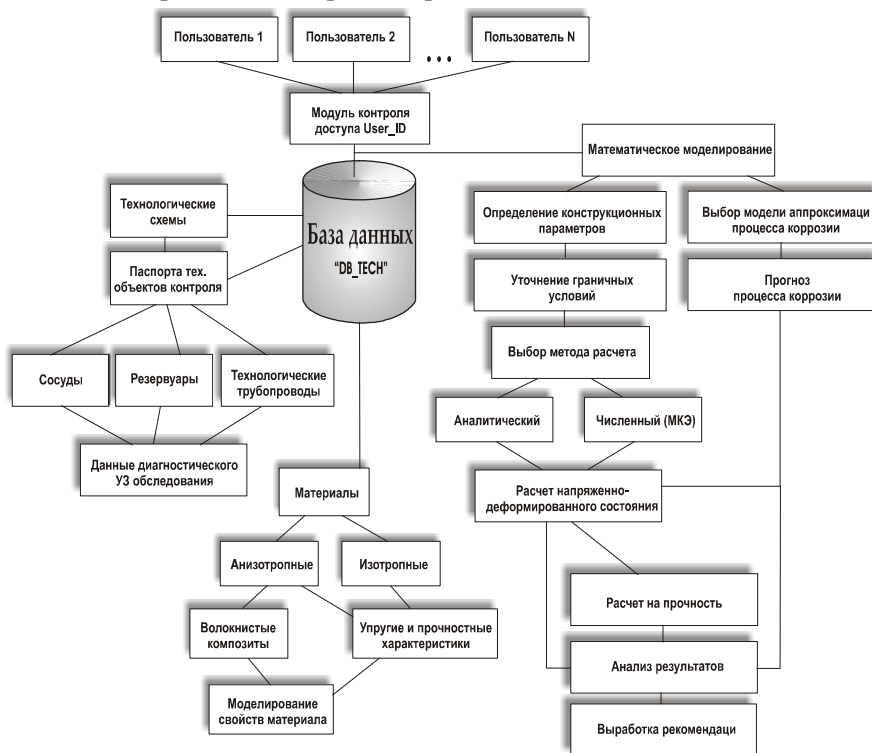 Пользователь 1
Пользователь 2
...
Пользователь N
Модуль контроля
доступа User_ID
Математическое моделирование
Технологические
схемы
База данных
"DB_TECH"
Определение конструкционных
параметров
Выбор модели аппроксимаци
процесса коррозии
Паспорта тех.
объектов контроля
Уточнение граничных
условий
Прогноз
процесса коррозии
Выбор метода расчета
Сосуды
Резервуары
Технологические
трубопроводы
Аналитический
Численный (МКЭ)
Данные диагностического
УЗ обследования
Материалы
Расчет напряженно-
деформированного состояния
Анизотропные
Изотропные
Расчет на прочность
Волокнистые
композиты
Упругие и прочностные
характеристики
Анализ результатов
Моделирование
свойств материала
Выработка рекомендаци